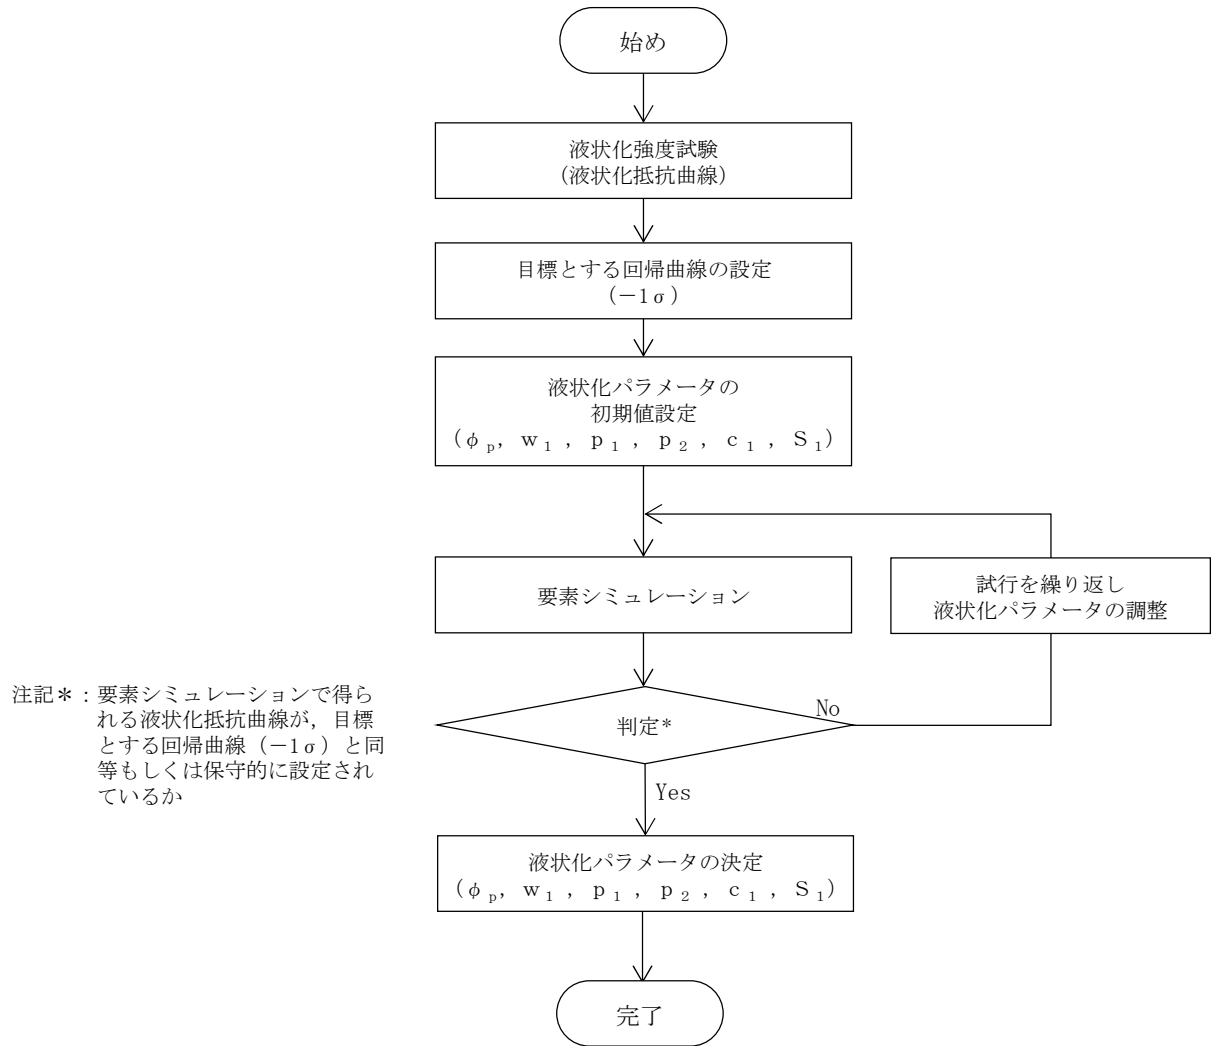 始め
液状化強度試験
(液状化抵抗曲線)
目標とする回帰曲線の設定
(-1σ)
液状化パラメータの
初期値設定
(φp, w1, p1, p2, c1, S1)
要素シミュレーション
試行を繰り返し
液状化パラメータの調整
判定*
No
注記*:要素シミュレーションで得ら
れる液状化抵抗曲線が,目標
とする回帰曲線(-1σ)と同
等もしくは保守的に設定され
ているか
Yes
液状化パラメータの決定
(φp, w1, p1, p2, c1, S1)
完了